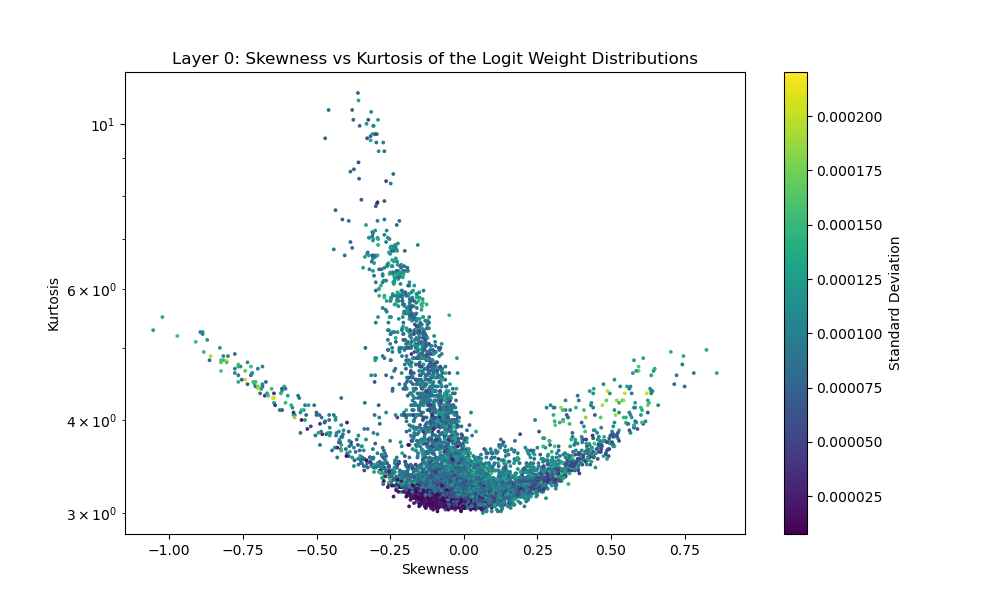 Layer 0: Skewness vs Kurtosis of the Logit Weight Distributions
Kurtosis
10¹
6 × 10⁰
4 × 10⁰
3 × 10⁰
−1.00 −0.75 −0.50 −0.25 0.00 0.25 0.50 0.75
Skewness
0.000200
0.000175
0.000150
0.000125
0.000100
0.000075
0.000050
0.000025
Standard Deviation